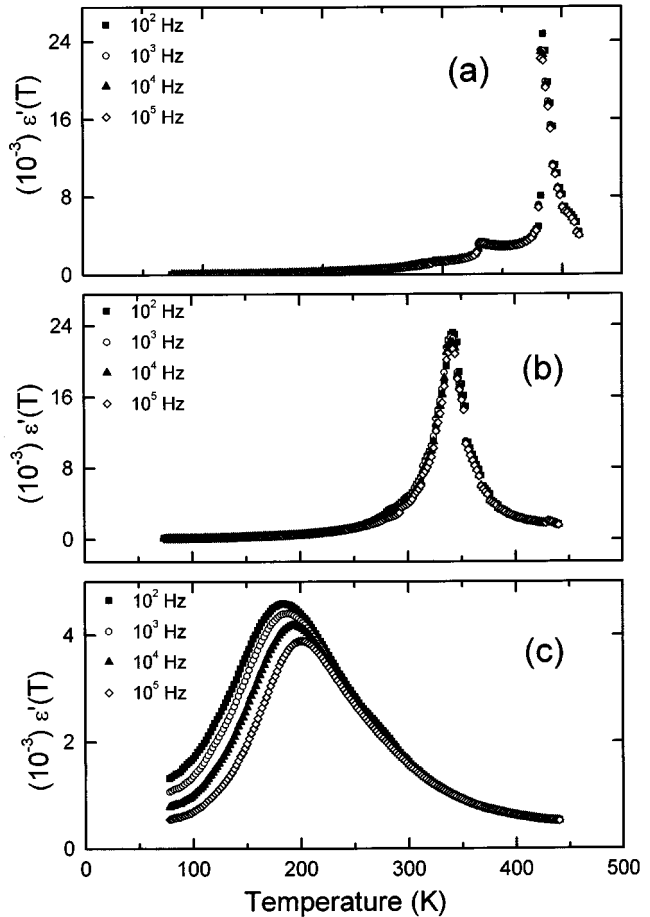 24
16
8
0
(10⁻³) ε'(T)
10² Hz
10³ Hz
10⁴ Hz
10⁵ Hz
(a)
24
16
8
0
(10⁻³) ε'(T)
10² Hz
10³ Hz
10⁴ Hz
10⁵ Hz
(b)
4
2
0
(10⁻³) ε'(T)
10² Hz
10³ Hz
10⁴ Hz
10⁵ Hz
(c)
0 100 200 300 400 500
Temperature (K)